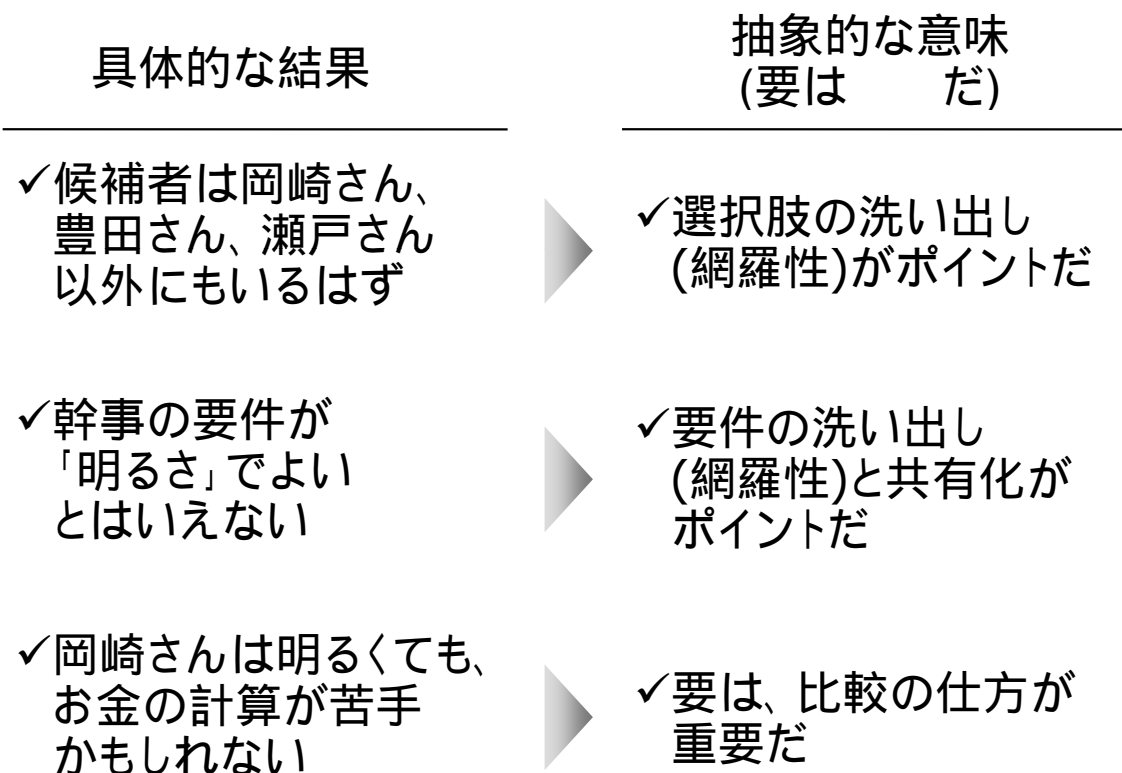 具体的な結果
抽象的な意味
(要は　　だ)
✓候補者は岡崎さん、
豊田さん、瀬戸さん
以外にもいるはず
✓選択肢の洗い出し
(網羅性)がポイントだ
✓幹事の要件が
「明るさ」でよい
とはいえない
✓要件の洗い出し
(網羅性)と共有化が
ポイントだ
✓岡崎さんは明るくても、
お金の計算が苦手
かもしれない
✓要は、比較の仕方が
重要だ